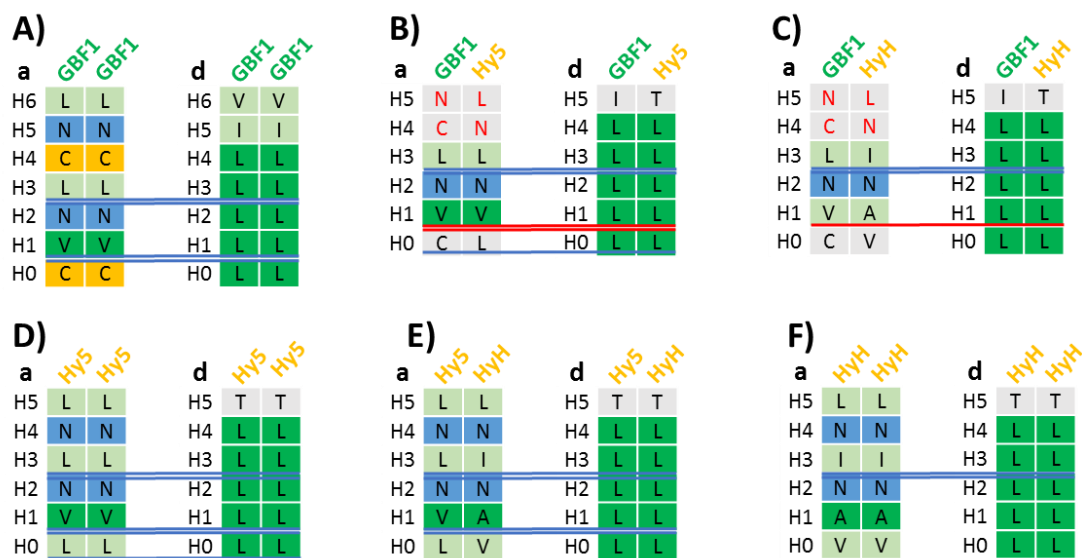 A)
GBF1 GBF1
a d
H6 L L H6 V V
H5 N N H5 I I
H4 C C H4 L L
H3 L L H3 L L
H2 N N H2 L L
H1 V V H1 L L
H0 C C H0 L L
B)
GBF1 Hy5 GBF1 Hy5
a d
H5 N L H5 I T
H4 C N H4 L L
H3 L L H3 L L
H2 N N H2 L L
H1 V V H1 L L
H0 C L H0 L L
C)
GBF1 HyH GBF1 HyH
a d
H5 N L H5 I T
H4 C N H4 L L
H3 L I H3 L L
H2 N N H2 L L
H1 V A H1 L L
H0 C V H0 L L
D)
Hy5 Hy5 Hy5 Hy5
a d
H5 L L H5 T T
H4 N N H4 L L
H3 L L H3 L L
H2 N N H2 L L
H1 V V H1 L L
H0 L L H0 L L
E)
Hy5 HyH Hy5 HyH
a d
H5 L L H5 T T
H4 N N H4 L L
H3 L I H3 L L
H2 N N H2 L L
H1 V A H1 L L
H0 L V H0 L L
F)
HyH HyH HyH HyH
a d
H5 L L H5 T T
H4 N N H4 L L
H3 I I H3 L L
H2 N N H2 L L
H1 A A H1 L L
H0 V V H0 L L